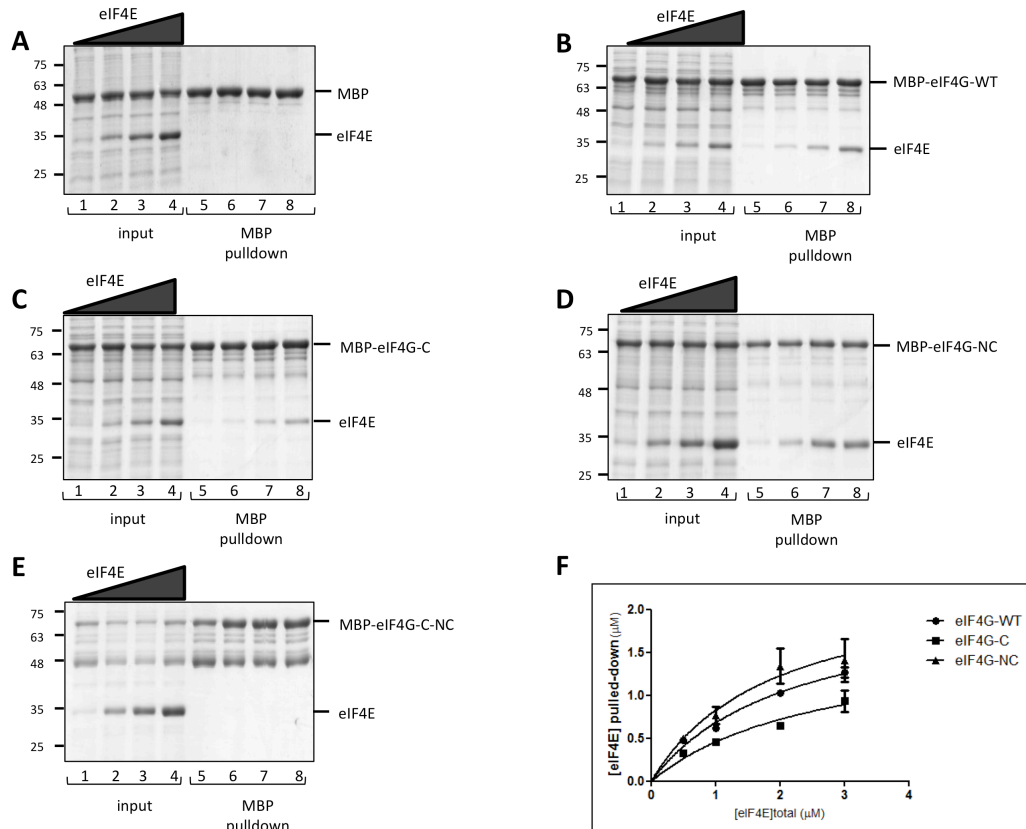 A
eIF4E
75
63
48
35
25
MBP
eIF4E
1 2 3 4 5 6 7 8
input
MBP
pulldown
B
eIF4E
75
63
48
35
25
MBP-eIF4G-WT
eIF4E
1 2 3 4 5 6 7 8
input
MBP
pulldown
C
eIF4E
75
63
48
35
25
MBP-eIF4G-C
eIF4E
1 2 3 4 5 6 7 8
input
MBP
pulldown
D
eIF4E
75
63
48
35
25
MBP-eIF4G-NC
eIF4E
1 2 3 4 5 6 7 8
input
MBP
pulldown
E
eIF4E
75
63
48
35
25
MBP-eIF4G-C-NC
eIF4E
1 2 3 4 5 6 7 8
input
MBP
pulldown
F
[eIF4E] pulled-down (µM)
2.0
1.5
1.0
0.5
0.0
0 1 2 3 4
[eIF4E]total (µM)
eIF4G-WT
eIF4G-C
eIF4G-NC